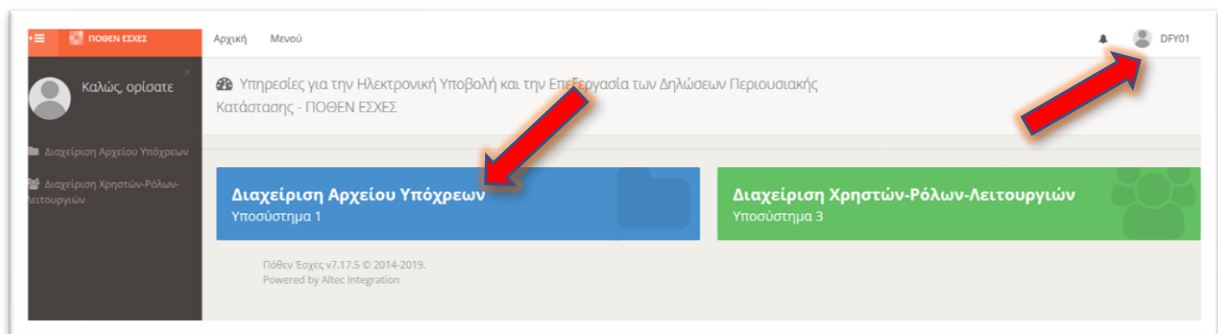 ΠΟΘΕΝ ΕΣΧΕΣ
Αρχική Μενού
DFY01
Καλώς, ορίσατε
×
Υπηρεσίες για την Ηλεκτρονική Υποβολή και την Επεξεργασία των Δηλώσεων Περιουσιακής
Κατάστασης - ΠΟΘΕΝ ΕΣΧΕΣ
Διαχείριση Αρχείου Υπόχρεων
Διαχείριση Χρηστών-Ρόλων-
Λειτουργιών
Διαχείριση Αρχείου Υπόχρεων
Υποσύστημα 1
Διαχείριση Χρηστών-Ρόλων-Λειτουργιών
Υποσύστημα 3
Πόθεν Έσχες v7.17.5 © 2014-2019.
Powered by Altec Integration